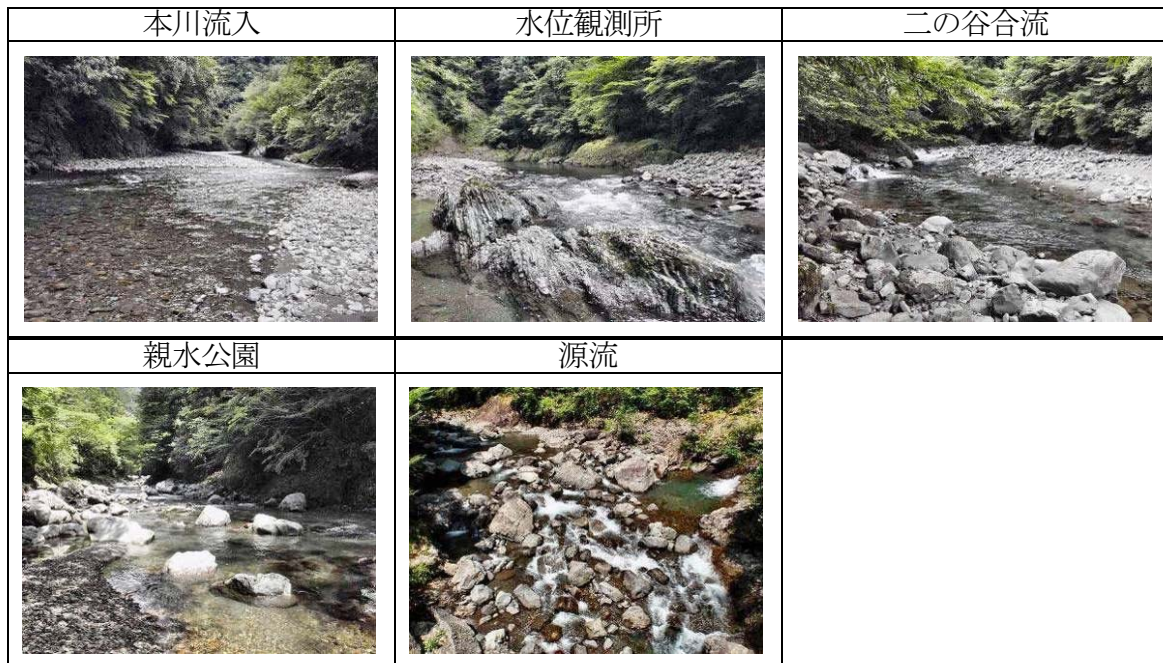 本川流入
水位観測所
二の谷合流
親水公園
源流